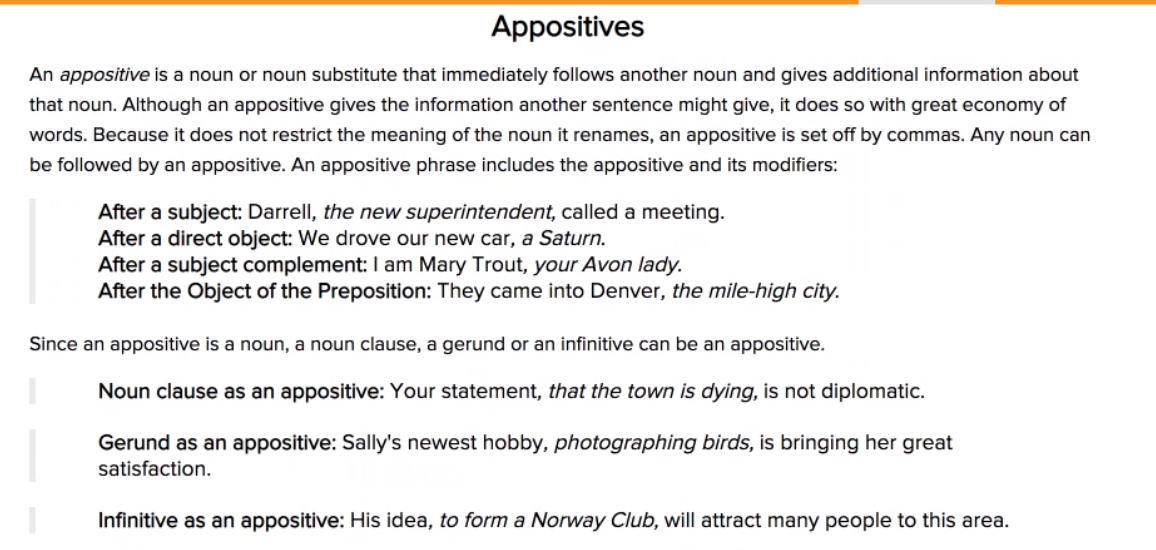 Appositives
An appositive is a noun or noun substitute that immediately follows another noun and gives additional information about
that noun. Although an appositive gives the information another sentence might give, it does so with great economy of
words. Because it does not restrict the meaning of the noun it renames, an appositive is set off by commas. Any noun can
be followed by an appositive. An appositive phrase includes the appositive and its modifiers:
After a subject: Darrell, the new superintendent, called a meeting.
After a direct object: We drove our new car, a Saturn.
After a subject complement: I am Mary Trout, your Avon lady.
After the Object of the Preposition: They came into Denver, the mile-high city.
Since an appositive is a noun, a noun clause, a gerund or an infinitive can be an appositive.
Noun clause as an appositive: Your statement, that the town is dying, is not diplomatic.
Gerund as an appositive: Sally's newest hobby, photographing birds, is bringing her great
satisfaction.
Infinitive as an appositive: His idea, to form a Norway Club, will attract many people to this area.